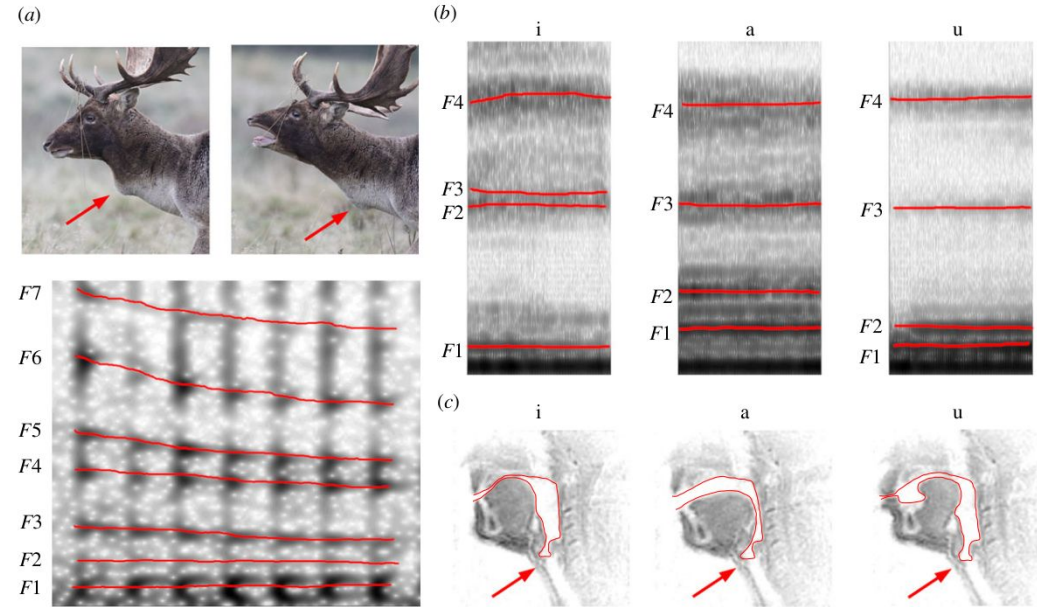 (a)
F7
F6
F5
F4
F3
F2
F1
(b)
i a u
F4 F4 F4
F3 F3 F3
F2 F2 F2
F1 F1 F1
(c)
i a u